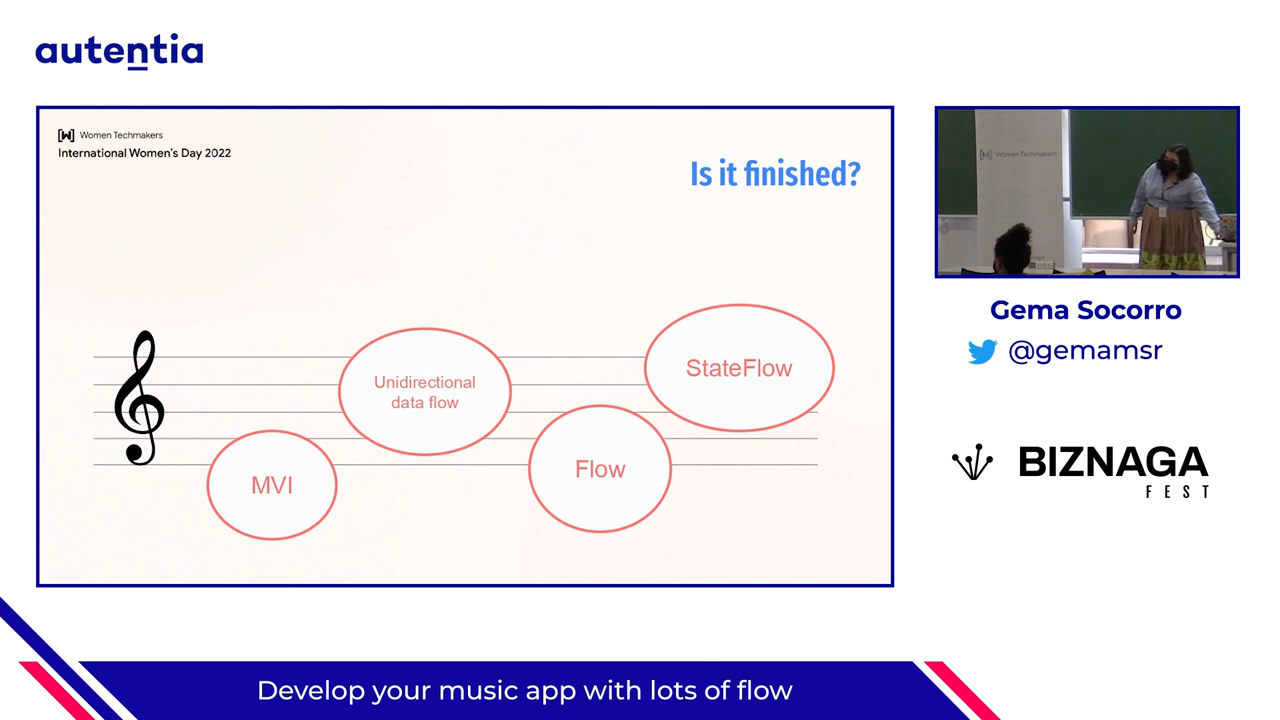 autentia
[W] Women Techmakers
International Women's Day 2022
Is it finished?
Unidirectional
data flow
StateFlow
MVI
Flow
Women Techmakers
Gema Socorro
@gemamsr
BIZNAGA
FEST
Develop your music app with lots of flow